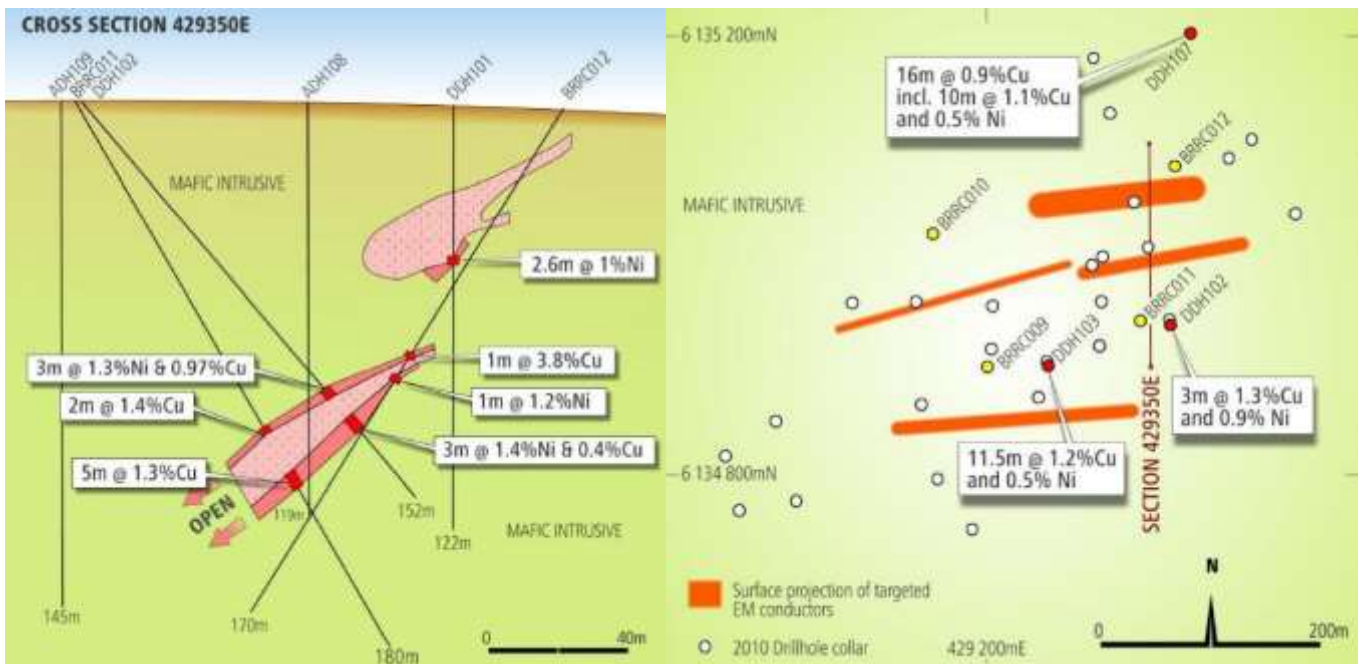 CROSS SECTION 429350E
ADH109
BRRC011
DDH102
ADH108
DDH101
BRRC012
MAFIC INTRUSIVE
2.6m @ 1%Ni
3m @ 1.3%Ni & 0.97%Cu
1m @ 3.8%Cu
2m @ 1.4%Cu
1m @ 1.2%Ni
3m @ 1.4%Ni & 0.4%Cu
5m @ 1.3%Cu
OPEN
119m
152m
122m
MAFIC INTRUSIVE
145m
170m
180m
0
40m
6 135 200mN
16m @ 0.9%Cu
incl. 10m @ 1.1%Cu
and 0.5% Ni
DDH107
BRRC012
MAFIC INTRUSIVE
BRRC010
BRRC011
DDH102
BRRC009
DDH103
3m @ 1.3%Cu
and 0.9% Ni
SECTION 429350E
11.5m @ 1.2%Cu
and 0.5% Ni
6 134 800mN
N
Surface projection of targeted
EM conductors
2010 Drillhole collar
429 200mE
0
200m